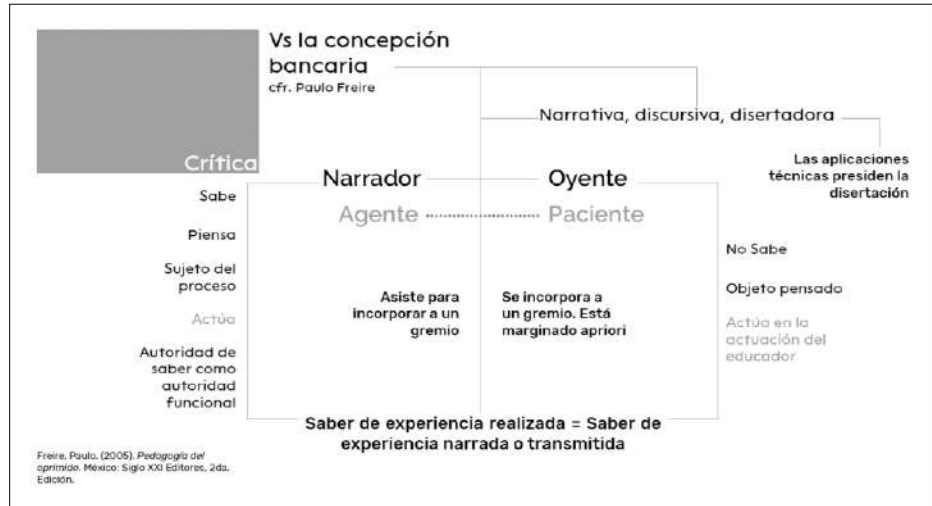 Vs la concepción
bancaria
cfr. Paulo Freire
Narrativa, discursiva, disertadora
Las aplicaciones
técnicas presiden la
disertación
Crítica
Narrador
Oyente
Agente
Paciente
Sabe
Piensa
Sujeto del
proceso
Actúa
Autoridad de
saber como
autoridad
funcional
Asiste para
incorporar a un
gremio
Se incorpora a
un gremio. Está
marginado apriori
No Sabe
Objeto pensado
Actúa en la
actuación del
educador
Saber de experiencia realizada = Saber de
experiencia narrada o transmitida
Freire, Paulo. (2005). Pedagogía del
oprimido. México: Siglo XXI Editores, 2da.
Edición.